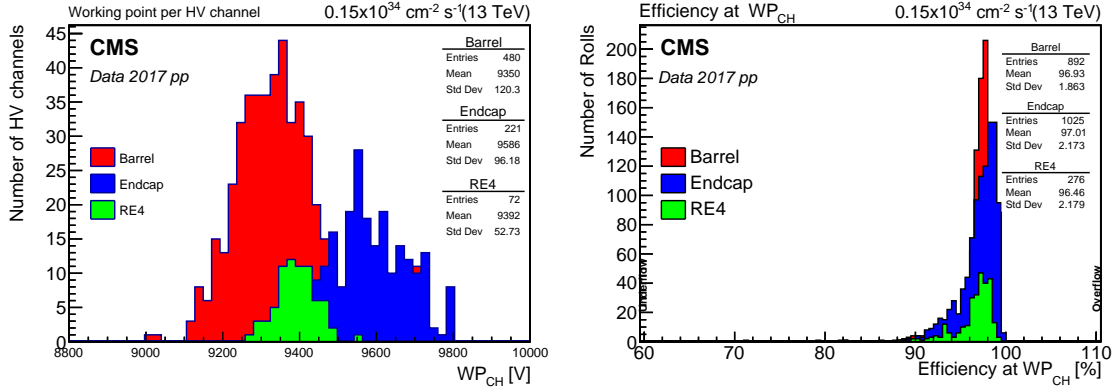 Working point per HV channel
0.15x10^34 cm^-2 s^-1 (13 TeV)
CMS
Data 2017 pp
Barrel
Entries 480
Mean 9350
Std Dev 120.3
Endcap
Entries 221
Mean 9586
Std Dev 96.18
RE4
Entries 72
Mean 9392
Std Dev 52.73
Barrel
Endcap
RE4
Number of HV channels
45
40
35
30
25
20
15
10
5
0
8800 9000 9200 9400 9600 9800 10000
WP_CH [V]
Efficiency at WP_CH
0.15x10^34 cm^-2 s^-1 (13 TeV)
CMS
Data 2017 pp
Barrel
Entries 892
Mean 96.93
Std Dev 1.863
Endcap
Entries 1025
Mean 97.01
Std Dev 2.173
RE4
Entries 276
Mean 96.46
Std Dev 2.179
Barrel
Endcap
RE4
Number of Rolls
200
180
160
140
120
100
80
60
40
20
0
Underflow
Overflow
60 70 80 90 100 110
Efficiency at WP_CH [%]